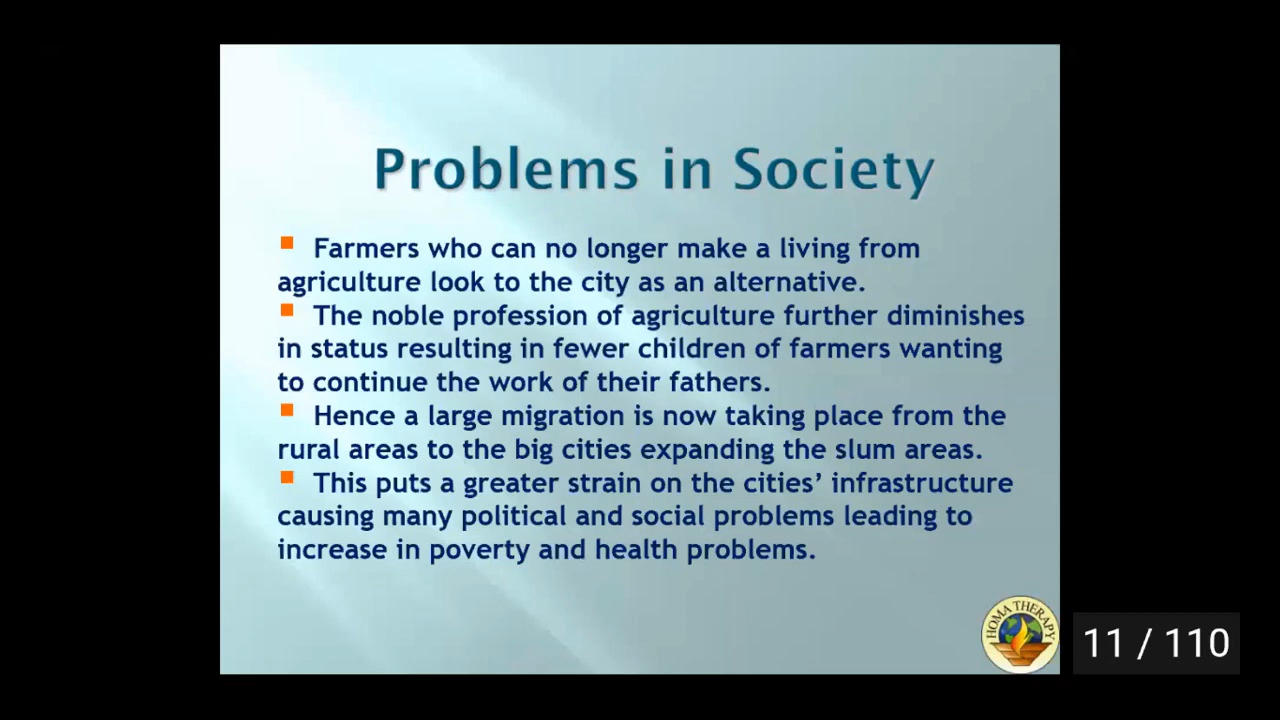 Problems in Society
Farmers who can no longer make a living from
agriculture look to the city as an alternative.
The noble profession of agriculture further diminishes
in status resulting in fewer children of farmers wanting
to continue the work of their fathers.
Hence a large migration is now taking place from the
rural areas to the big cities expanding the slum areas.
This puts a greater strain on the cities’ infrastructure
causing many political and social problems leading to
increase in poverty and health problems.
HOMA THERAPY
11 / 110